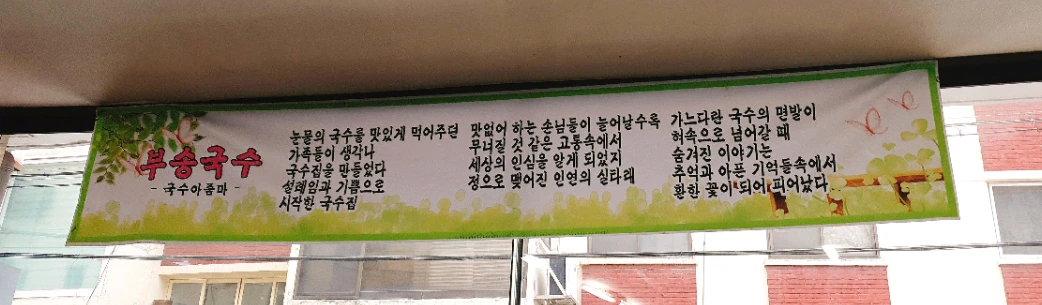 부송국수
- 국수아줌마 -
눈물의 국수를 맛있게 먹어주던
가족들이 생각나
국수집을 만들었다
설레임과 기쁨으로
시작한 국수집
맛없어 하는 손님들이 늘어날수록
무너질 것 같은 고통속에서
세상의 인심을 알게 되었지
정으로 맺어진 인연의 실타래
가느다란 국수의 면발이
허속으로 넘어갈 때
숨겨진 이야기는
추억과 아픈 기억들속에서
환한 꽃이 되어 피어났다